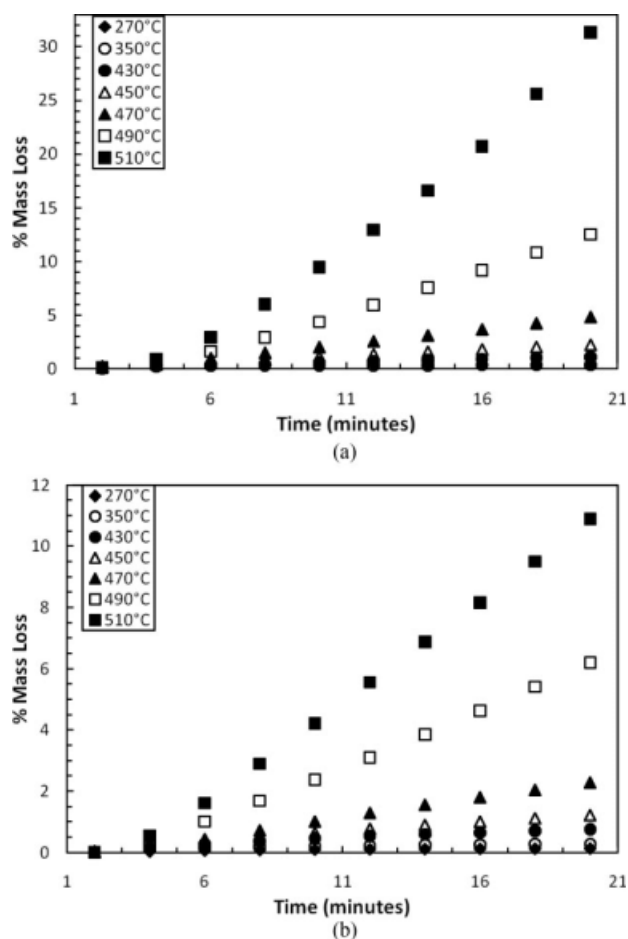 30
25
20
15
10
5
0
% Mass Loss
270°C
350°C
430°C
450°C
470°C
490°C
510°C
1 6 11 16 21
Time (minutes)
(a)
12
10
8
6
4
2
0
% Mass Loss
270°C
350°C
430°C
450°C
470°C
490°C
510°C
1 6 11 16 21
Time (minutes)
(b)